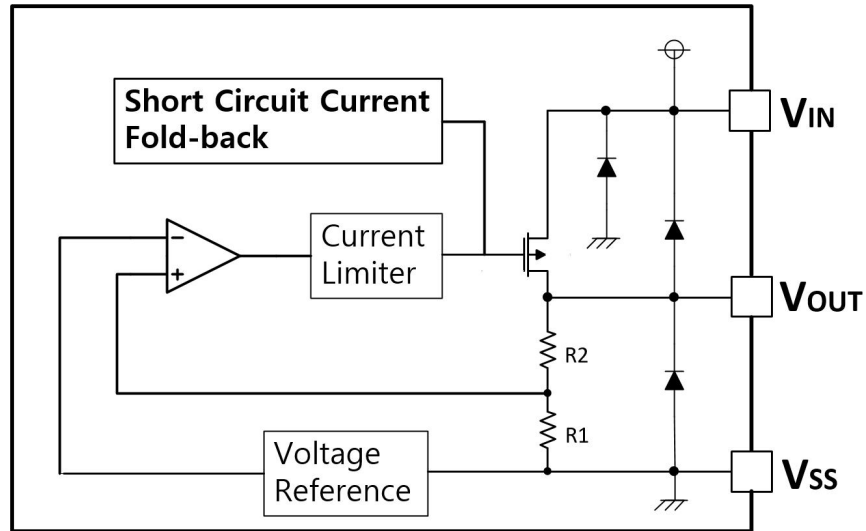 Short Circuit Current
Fold-back
VIN
−
+
Current
Limiter
VOUT
R2
R1
Voltage
Reference
VSS